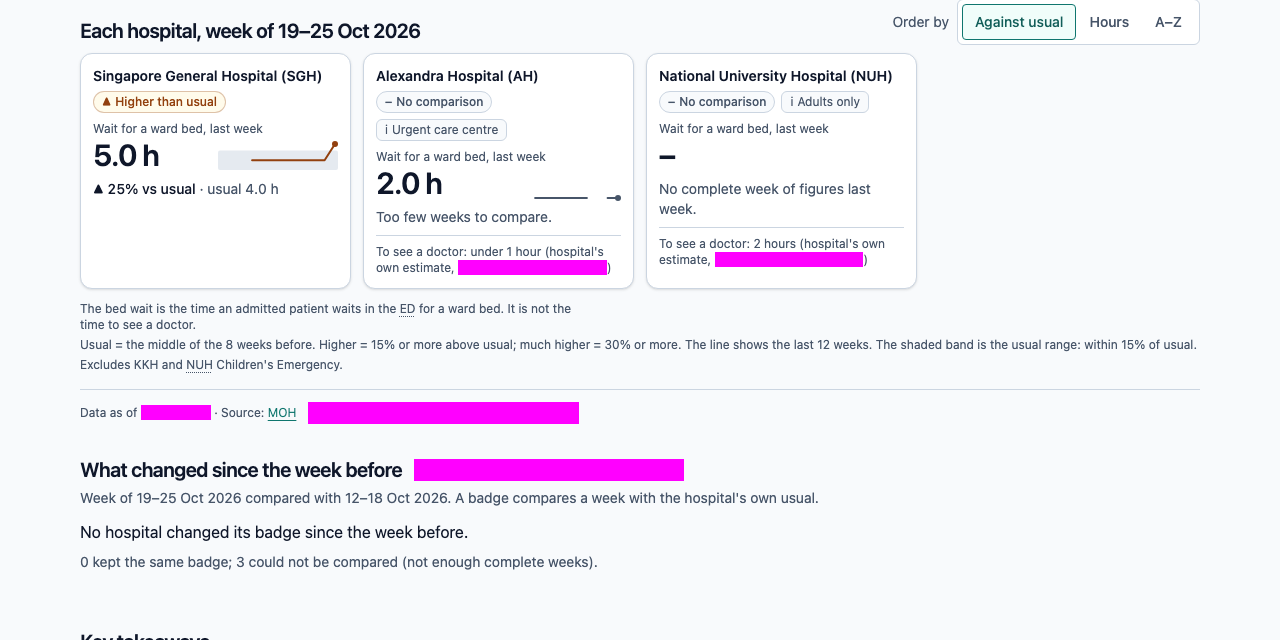 Each hospital, week of 19–25 Oct 2026
Order by
Against usual
Hours
A–Z
Singapore General Hospital (SGH)
▲ Higher than usual
Wait for a ward bed, last week
5.0 h
▲ 25% vs usual · usual 4.0 h
Alexandra Hospital (AH)
– No comparison
i Urgent care centre
Wait for a ward bed, last week
2.0 h
Too few weeks to compare.
To see a doctor: under 1 hour (hospital's
own estimate, )
National University Hospital (NUH)
– No comparison
i Adults only
Wait for a ward bed, last week
–
No complete week of figures last
week.
To see a doctor: 2 hours (hospital's own
estimate, )
The bed wait is the time an admitted patient waits in the ED for a ward bed. It is not the
time to see a doctor.
Usual = the middle of the 8 weeks before. Higher = 15% or more above usual; much higher = 30% or more. The line shows the last 12 weeks. The shaded band is the usual range: within 15% of usual.
Excludes KKH and NUH Children's Emergency.
Data as of · Source: MOH
What changed since the week before
Week of 19–25 Oct 2026 compared with 12–18 Oct 2026. A badge compares a week with the hospital's own usual.
No hospital changed its badge since the week before.
0 kept the same badge; 3 could not be compared (not enough complete weeks).
Key takeaways